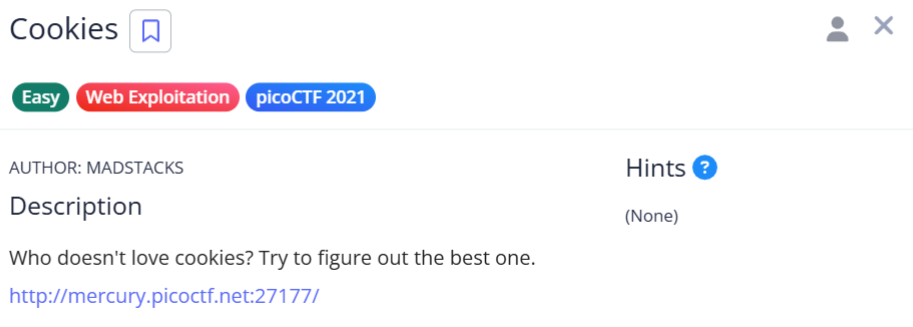 Cookies
Easy Web Exploitation picoCTF 2021
AUTHOR: MADSTACKS
Description
Who doesn't love cookies? Try to figure out the best one.
http://mercury.picoctf.net:27177/
Hints ?
(None)